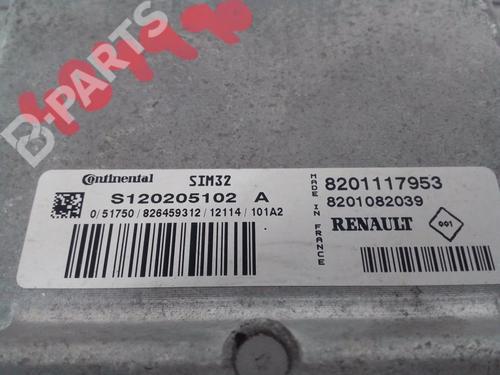 B-PARTS
Continental SIM32
S120205102 A
0/51750/826459312/12114/101A2
MADE IN FRANCE
8201117953
8201082039
RENAULT 001